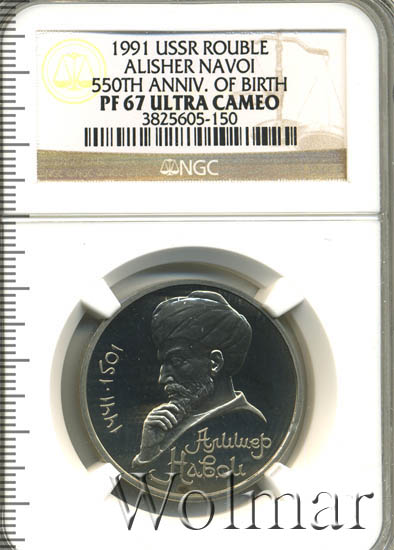 1991 USSR ROUBLE
ALISHER NAVOI
550TH ANNIV. OF BIRTH
PF 67 ULTRA CAMEO
3825605-150
NGC
1441·1501
Алишер
Навои
Wolmar